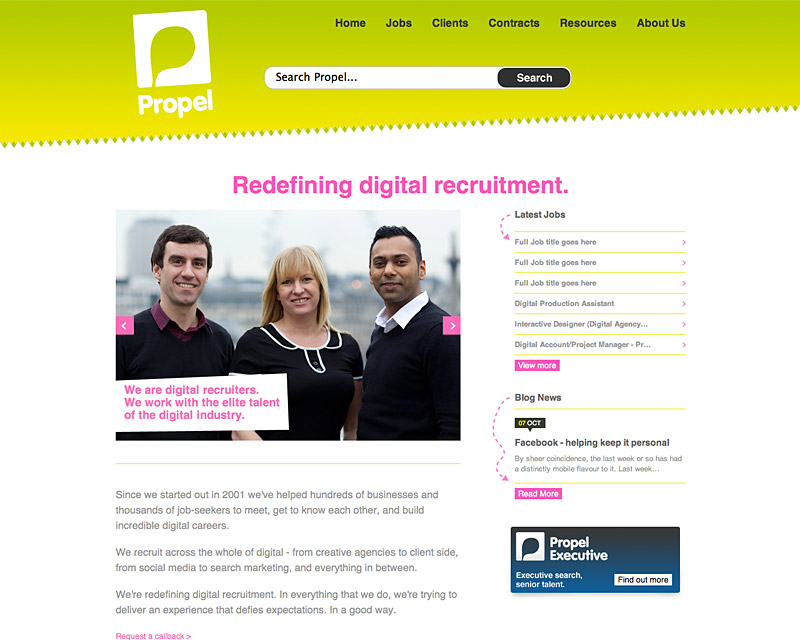 Home Jobs Clients Contracts Resources About Us
Propel
Search Propel... Search
Redefining digital recruitment.
We are digital recruiters.
We work with the elite talent
of the digital industry.
Since we started out in 2001 we've helped hundreds of businesses and
thousands of job-seekers to meet, get to know each other, and build
incredible digital careers.
We recruit across the whole of digital - from creative agencies to client side,
from social media to search marketing, and everything in between.
We're redefining digital recruitment. In everything that we do, we're trying to
deliver an experience that defies expectations. In a good way.
Request a callback >
Latest Jobs
Full Job title goes here
Full Job title goes here
Full Job title goes here
Digital Production Assistant
Interactive Designer (Digital Agency...
Digital Account/Project Manager - Pr...
View more
Blog News
07 OCT
Facebook - helping keep it personal
By sheer coincidence, the last week or so has had
a distinctly mobile flavour to it. Last week...
Read More
Propel
Executive
Executive search,
senior talent.
Find out more